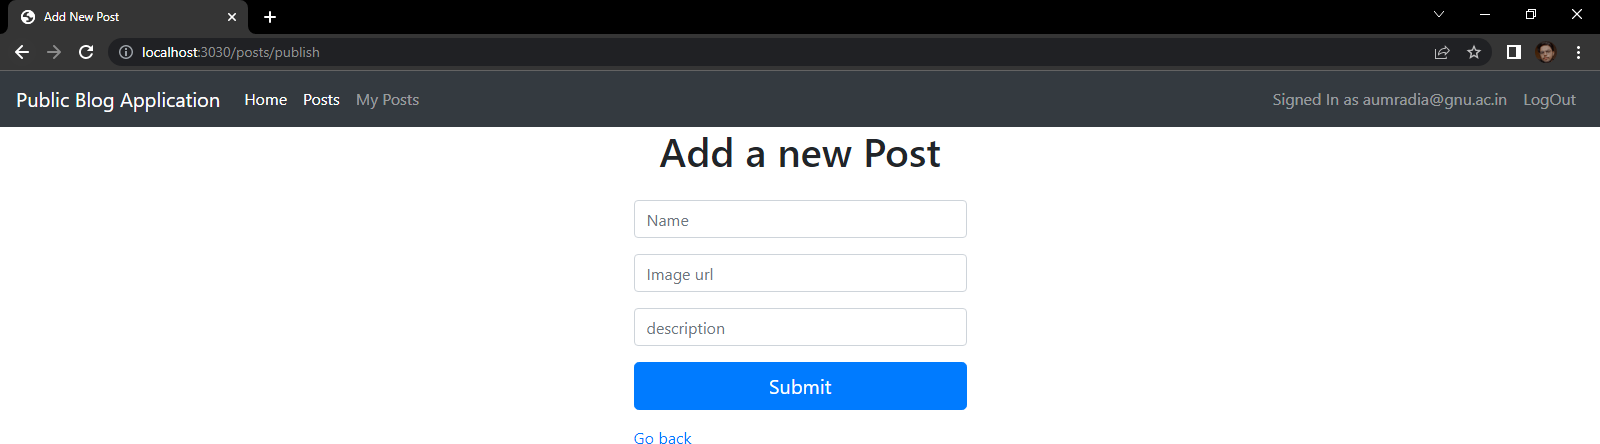 Add New Post
localhost:3030/posts/publish
Public Blog Application Home Posts My Posts Signed In as aumradia@gnu.ac.in LogOut
Add a new Post
Name
Image url
description
Submit
Go back